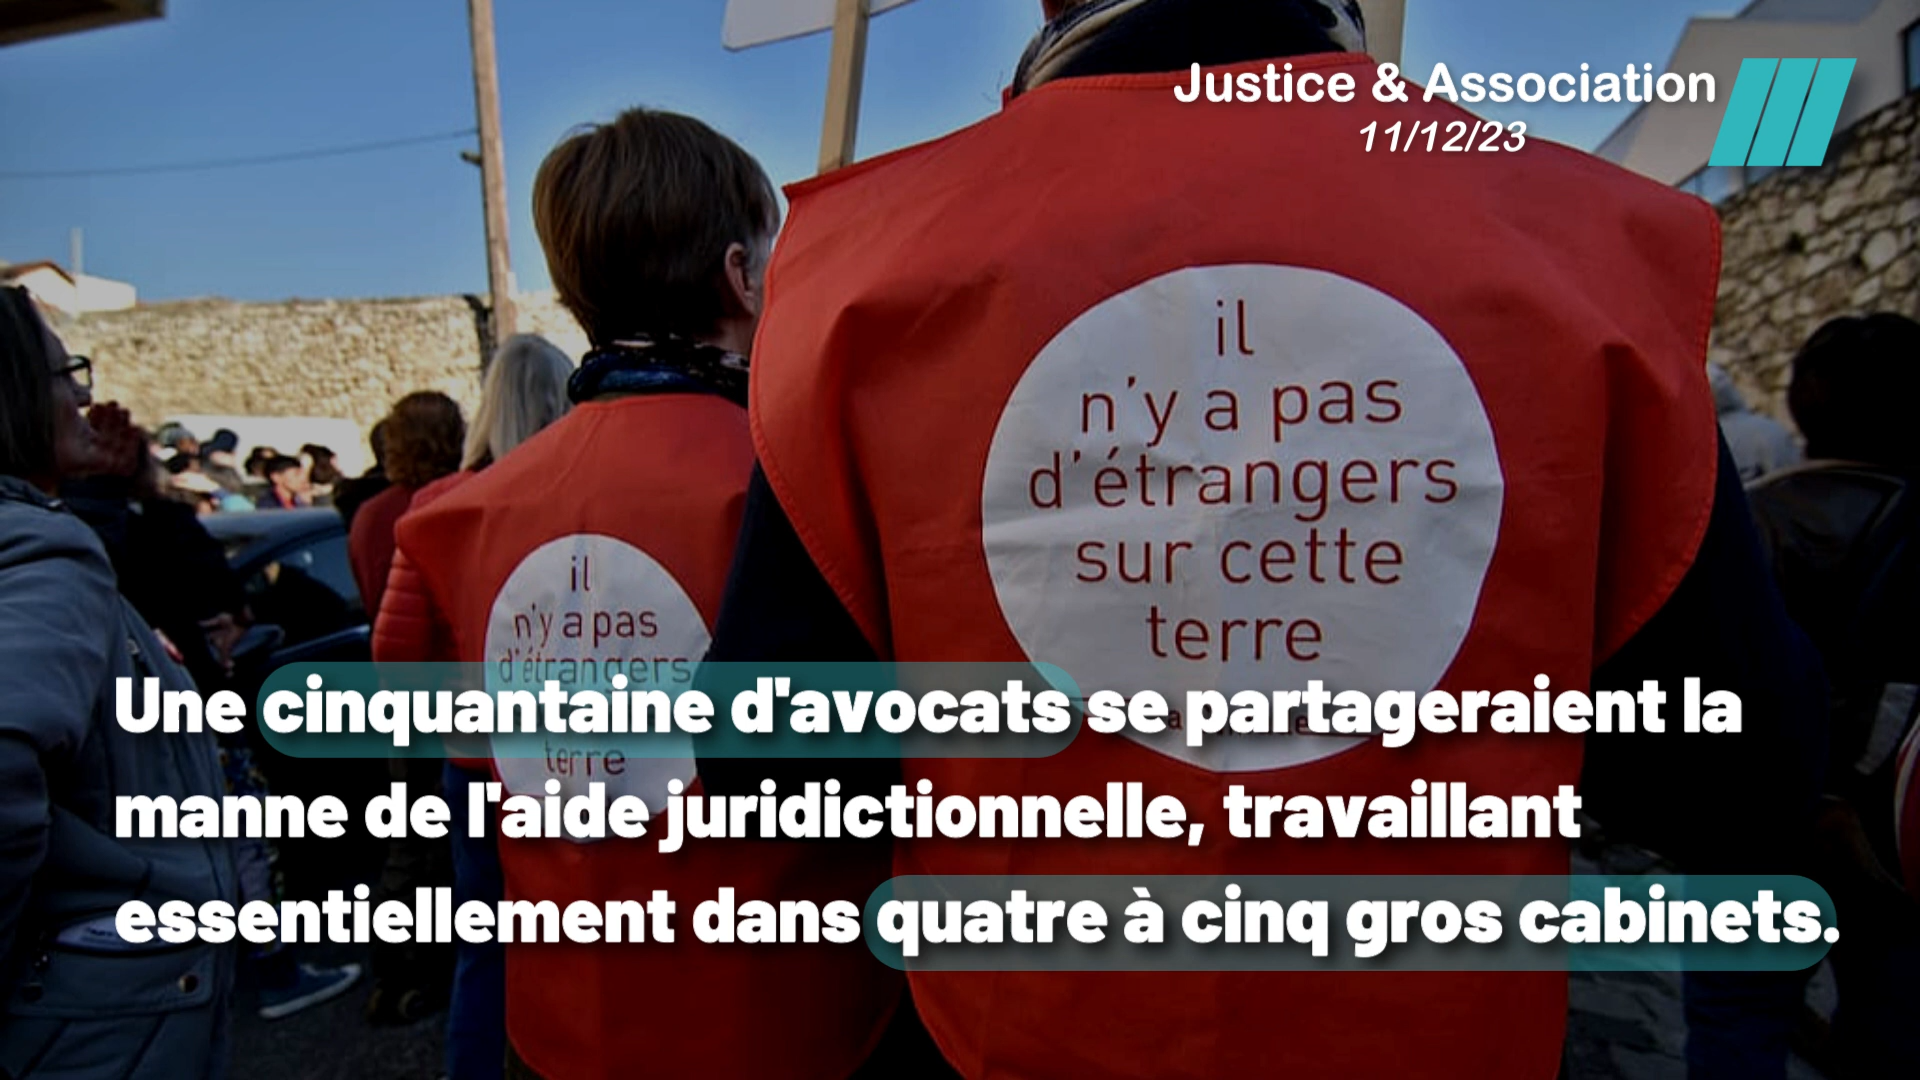 Justice & Association
11/12/23
il
n'y a pas
d'étrangers
sur cette
terre
il
n'y a pas
d'étrangers
terre
Une cinquantaine d'avocats se partageraient la
manne de l'aide juridictionnelle, travaillant
essentiellement dans quatre à cinq gros cabinets.